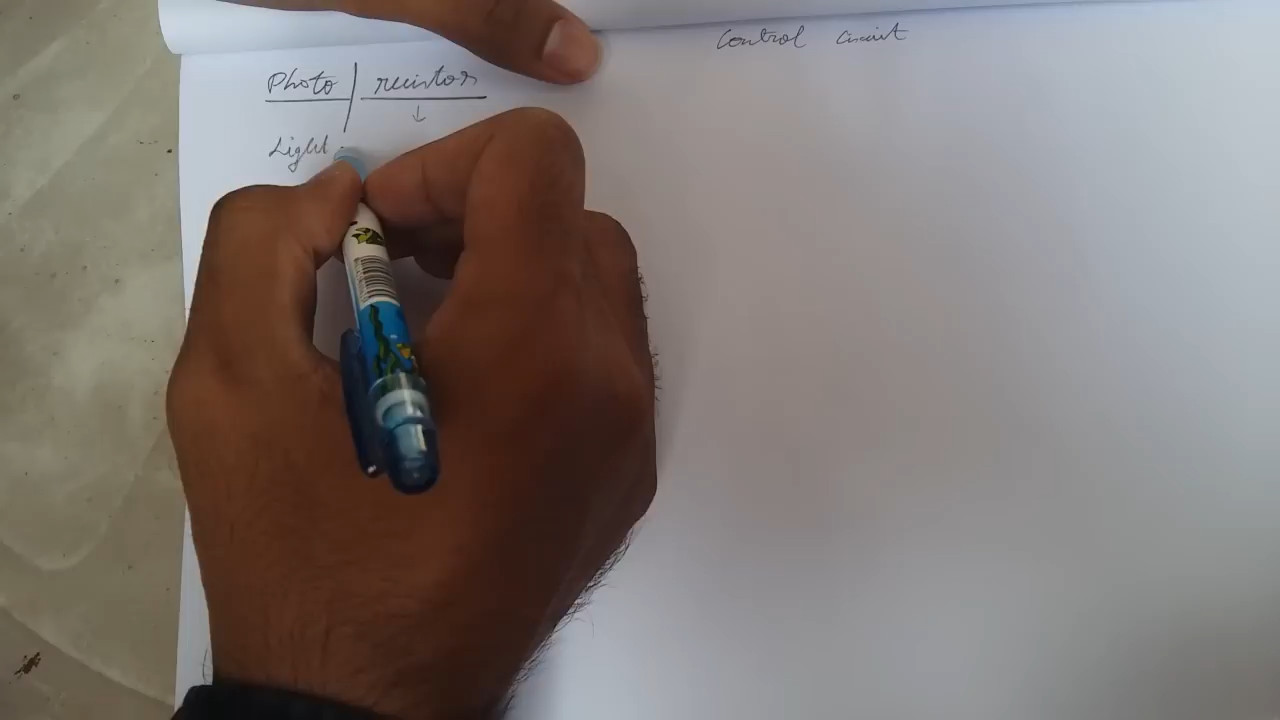 Control Circuit
Photo | resistor
↓
Light